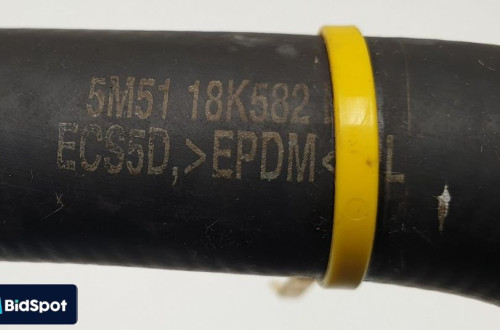 5M51 18K582
ECS5D,>EPDM< L
BidSpot